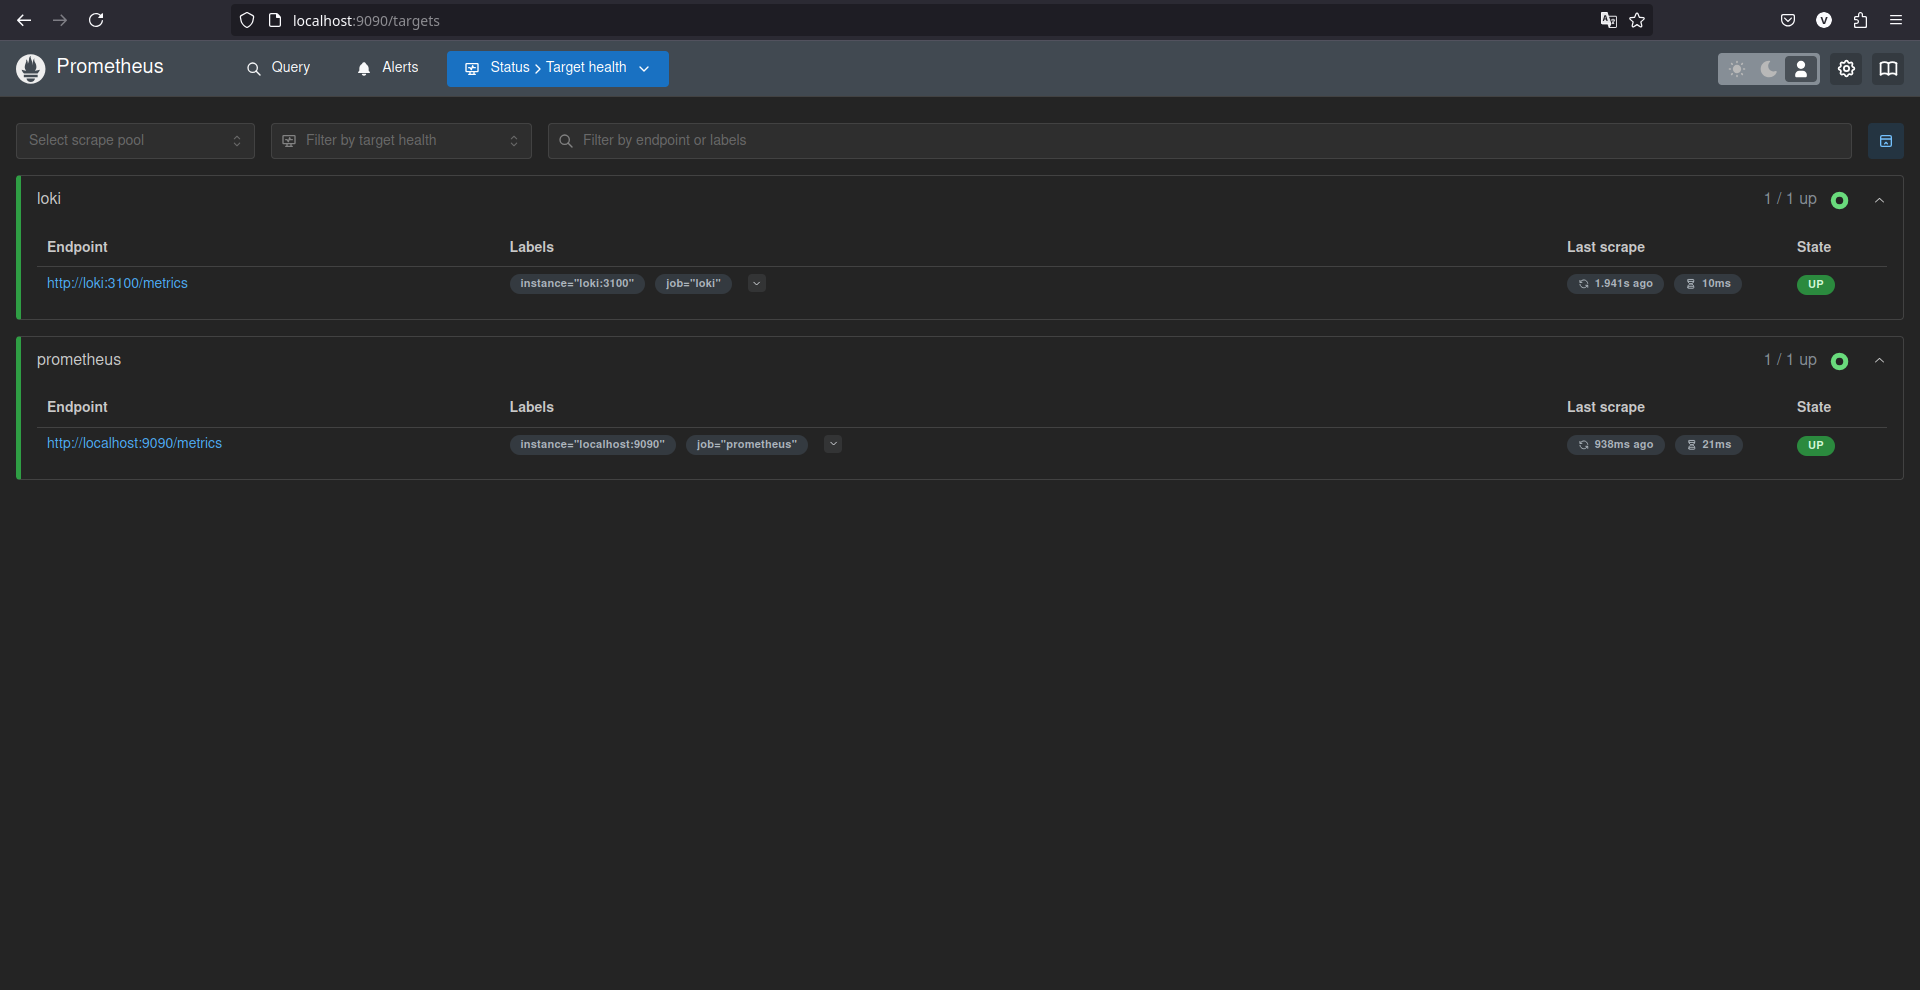 localhost:9090/targets
V
Prometheus Query Alerts Status > Target health
Select scrape pool Filter by target health Filter by endpoint or labels
loki 1 / 1 up
Endpoint Labels Last scrape State
http://loki:3100/metrics instance="loki:3100" job="loki" 1.941s ago 10ms UP
prometheus 1 / 1 up
Endpoint Labels Last scrape State
http://localhost:9090/metrics instance="localhost:9090" job="prometheus" 938ms ago 21ms UP